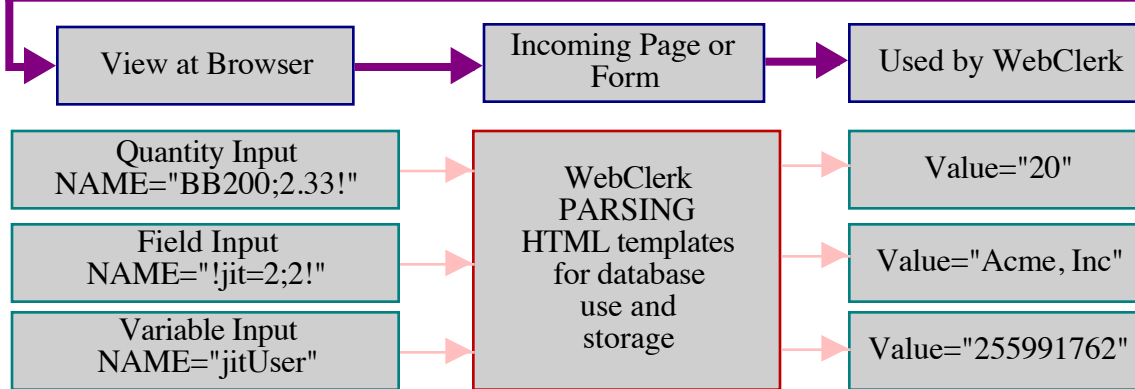 View at Browser
Incoming Page or
Form
Used by WebClerk
Quantity Input
NAME="BB200;2.33!"
WebClerk
PARSING
HTML templates
for database
use and
storage
Value="20"
Field Input
NAME="!jit=2;2!"
Value="Acme, Inc"
Variable Input
NAME="jitUser"
Value="255991762"